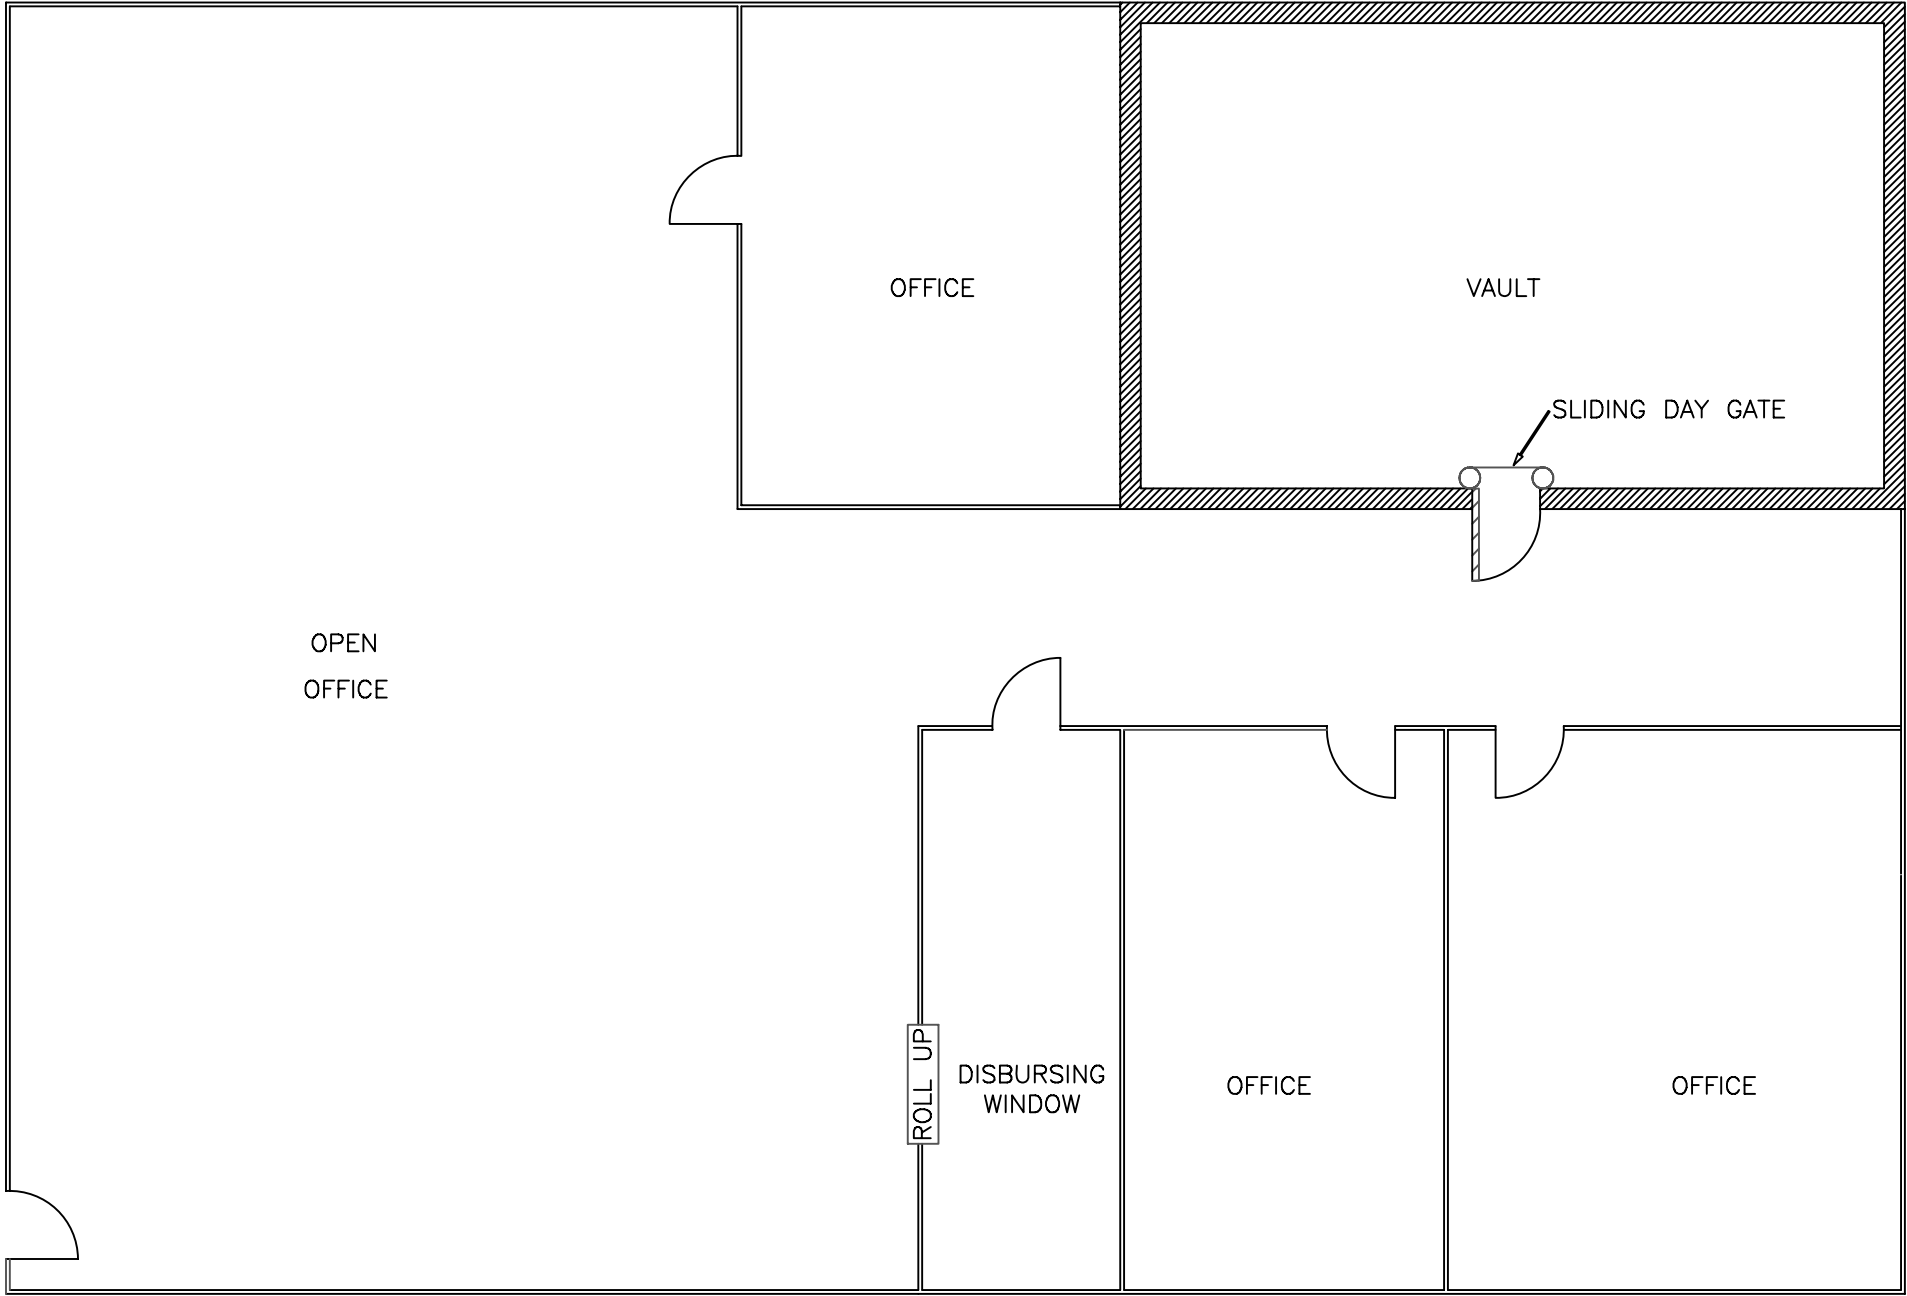 OFFICE
VAULT
SLIDING DAY GATE
OPEN
OFFICE
ROLL UP
DISBURSING
WINDOW
OFFICE
OFFICE